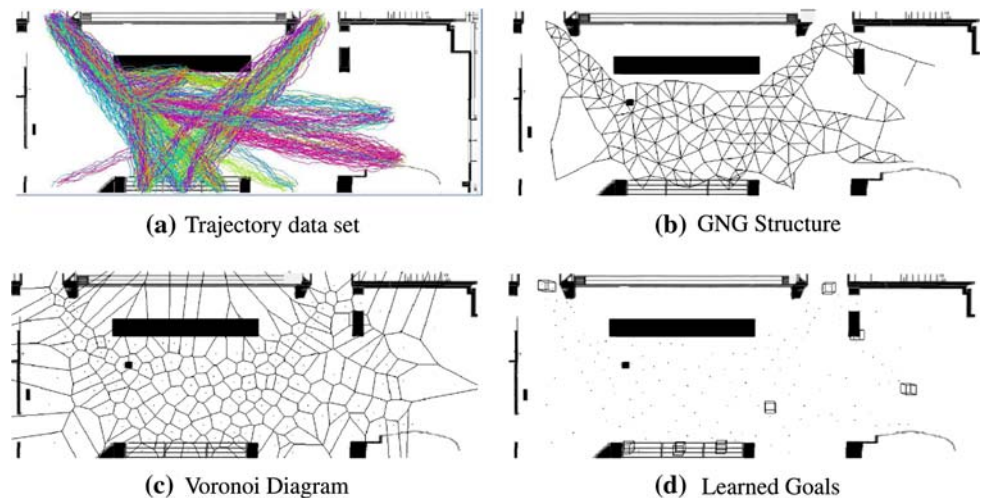 (a) Trajectory data set
(b) GNG Structure
(c) Voronoi Diagram
(d) Learned Goals